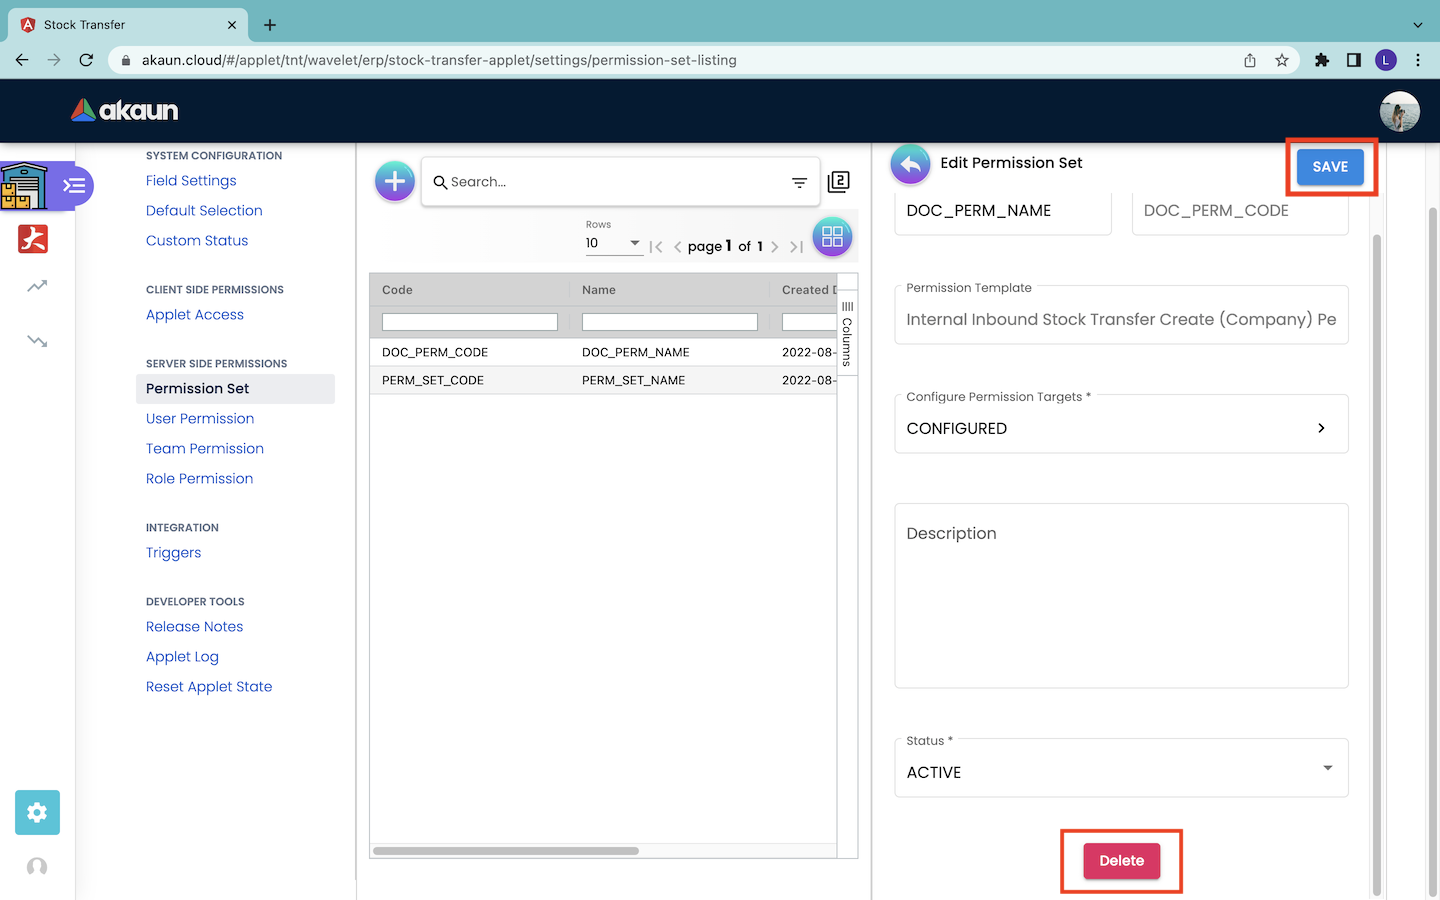 Stock Transfer
akaun.cloud/#/applet/tnt/wavelet/erp/stock-transfer-applet/settings/permission-set-listing
L
akaun
SYSTEM CONFIGURATION
Field Settings
Default Selection
Custom Status
CLIENT SIDE PERMISSIONS
Applet Access
SERVER SIDE PERMISSIONS
Permission Set
User Permission
Team Permission
Role Permission
INTEGRATION
Triggers
DEVELOPER TOOLS
Release Notes
Applet Log
Reset Applet State
Search...
2
Rows
10
page 1 of 1
Code Name Created D
DOC_PERM_CODE DOC_PERM_NAME 2022-08-
PERM_SET_CODE PERM_SET_NAME 2022-08-
Columns
Edit Permission Set
SAVE
DOC_PERM_NAME DOC_PERM_CODE
Permission Template
Internal Inbound Stock Transfer Create (Company) Pe
Configure Permission Targets *
CONFIGURED
Description
Status *
ACTIVE
Delete